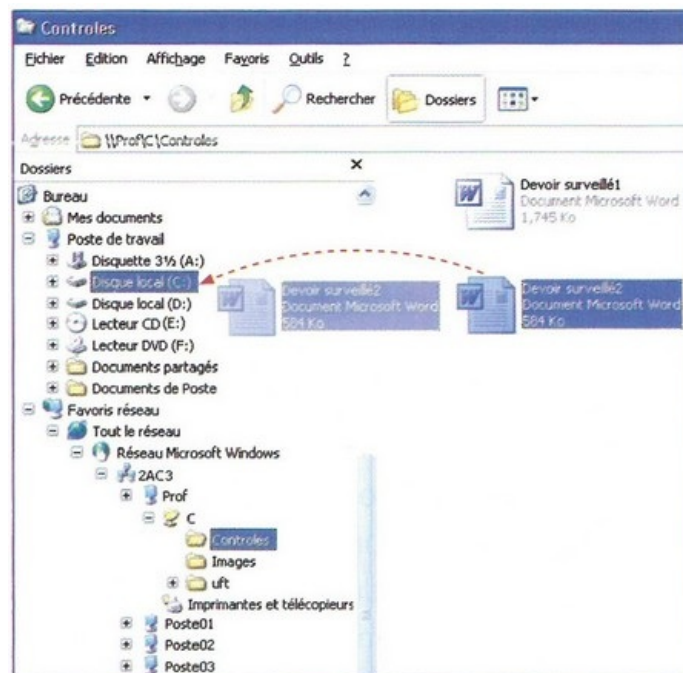 Controles
Fichier Edition Affichage Favoris Outils ?
Précédente Rechercher Dossiers
Adresse \\Prof\C\Controles
Dossiers
Bureau
Mes documents
Poste de travail
Disquette 3½ (A:)
Disque local (C:)
Disque local (D:)
Lecteur CD (E:)
Lecteur DVD (F:)
Documents partagés
Documents de Poste
Favoris réseau
Tout le réseau
Réseau Microsoft Windows
2AC3
Prof
C
Controles
Images
uft
Imprimantes et télécopieurs
Poste01
Poste02
Poste03
Devoir surveillé1
Document Microsoft Word
1,745 Ko
Devoir surveillé2
Document Microsoft Word
584 Ko
Devoir surveillé2
Document Microsoft Word
584 Ko